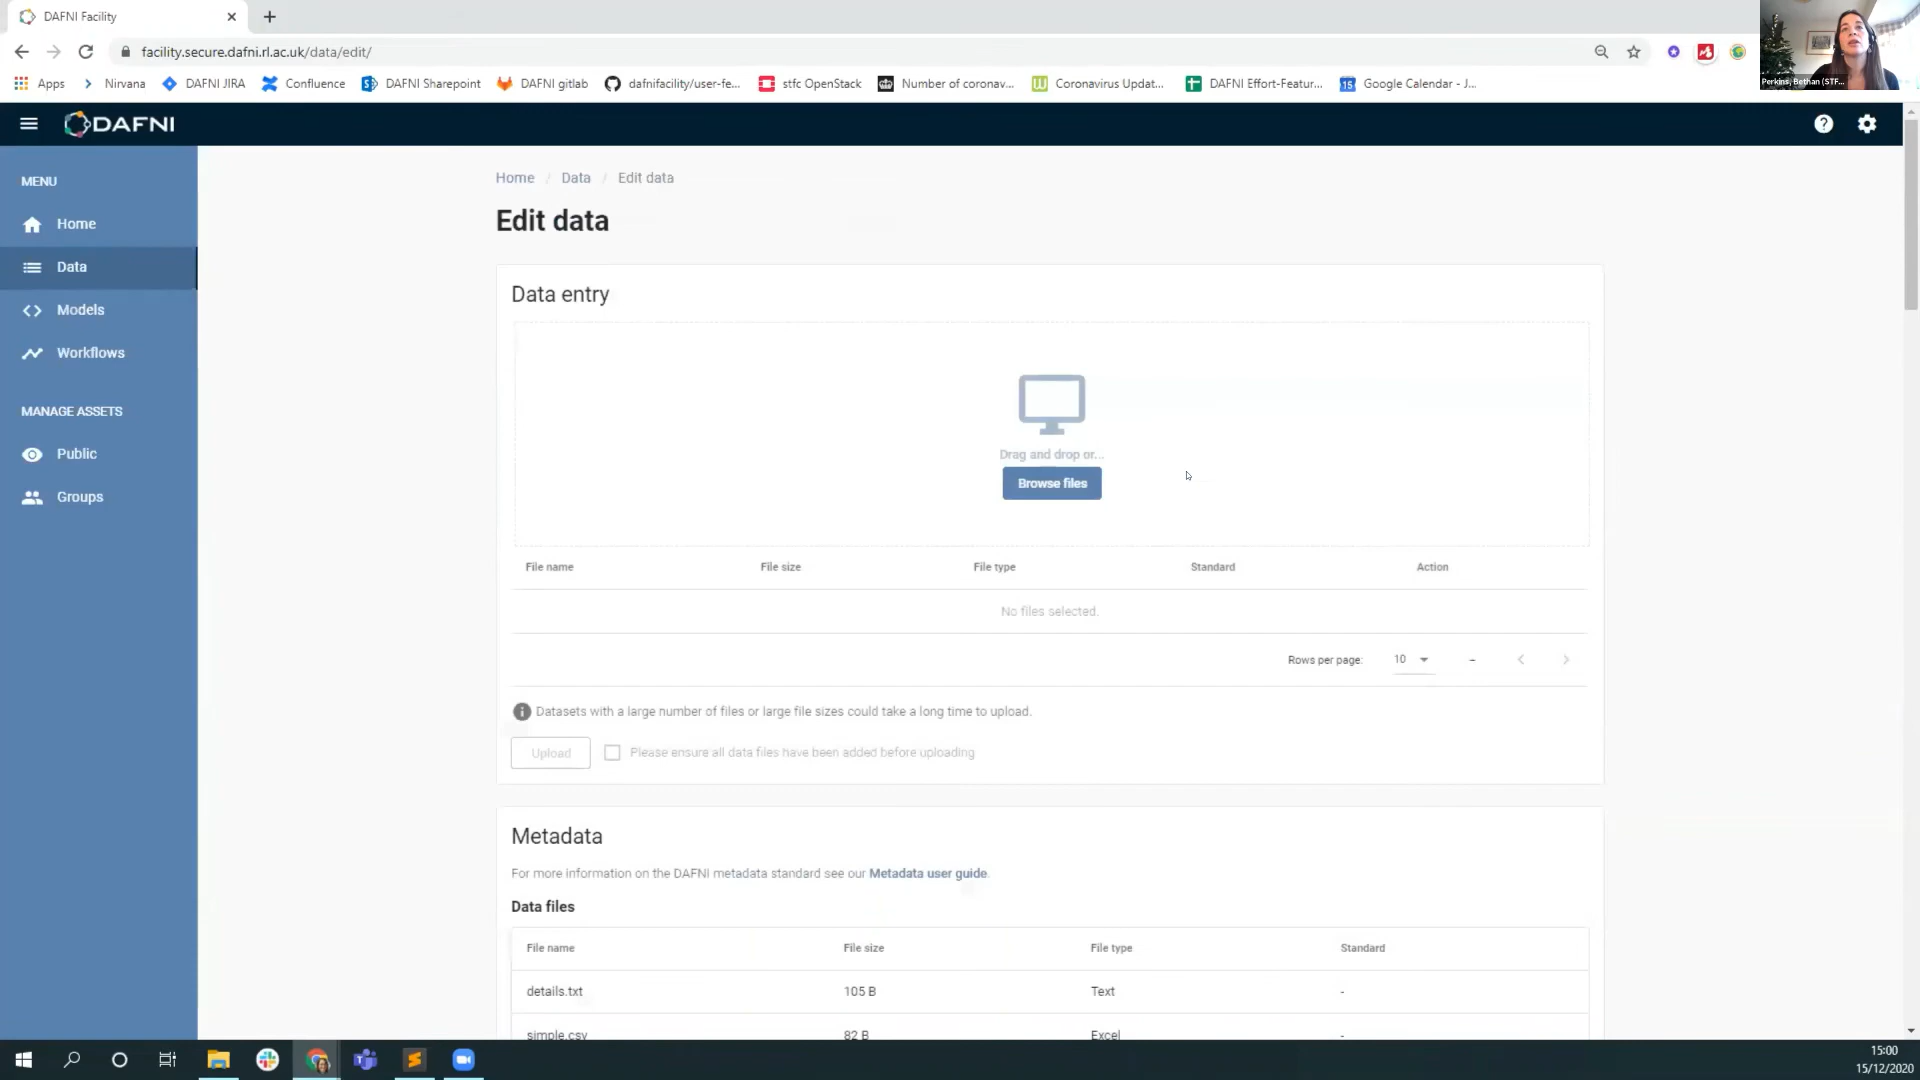 DAFNI Facility
facility.secure.dafni.rl.ac.uk/data/edit/
Apps Nirvana DAFNI JIRA Confluence DAFNI Sharepoint DAFNI gitlab dafnifacility/user-fe... stfc OpenStack Number of coronav... Coronavirus Updat... DAFNI Effort-Featur... Google Calendar - J...
Perkins, Bethan (STF...
DAFNI
MENU
Home
Data
Models
Workflows
MANAGE ASSETS
Public
Groups
Home / Data / Edit data
Edit data
Data entry
Drag and drop or...
Browse files
File name File size File type Standard Action
No files selected.
Rows per page: 10 –
Datasets with a large number of files or large file sizes could take a long time to upload.
Upload Please ensure all data files have been added before uploading
Metadata
For more information on the DAFNI metadata standard see our Metadata user guide.
Data files
File name File size File type Standard
details.txt 105 B Text -
simple.csv 82 B Excel -
15:00
15/12/2020